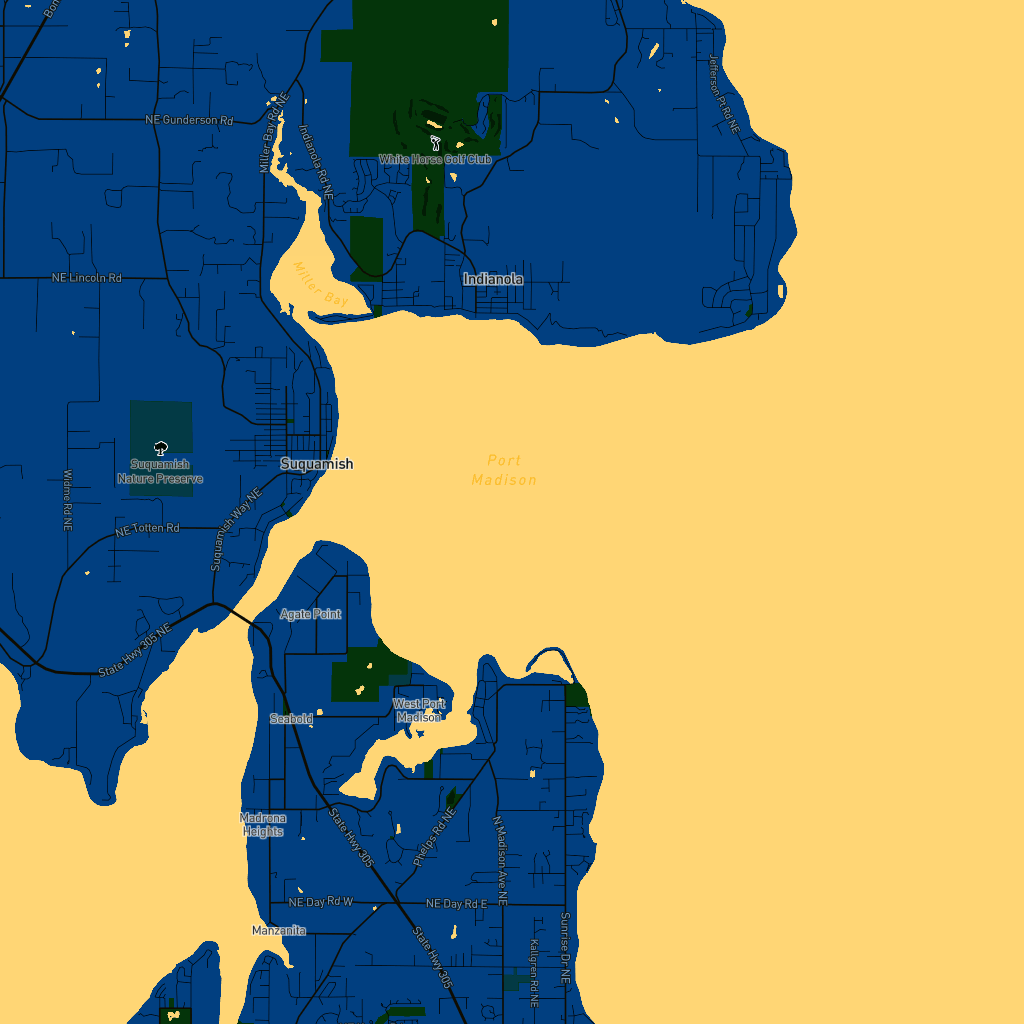 Jefferson Pt Rd NE
NE Gunderson Rd
Miller Bay Rd NE
Indianola Rd NE
White Horse Golf Club
NE Lincoln Rd
Miller Bay
Indianola
Port
Madison
Suquamish
Suquamish
Nature Preserve
Widme Rd NE
NE Totten Rd
Suquamish Way NE
Agate Point
State Hwy 305 NE
West Port
Madison
Seabold
Madrona
Heights
State Hwy 305
Phelps Rd NE
N Madison Ave NE
NE Day Rd W
NE Day Rd E
Manzanita
State Hwy 305
Kallgren Rd NE
Sunrise Dr NE